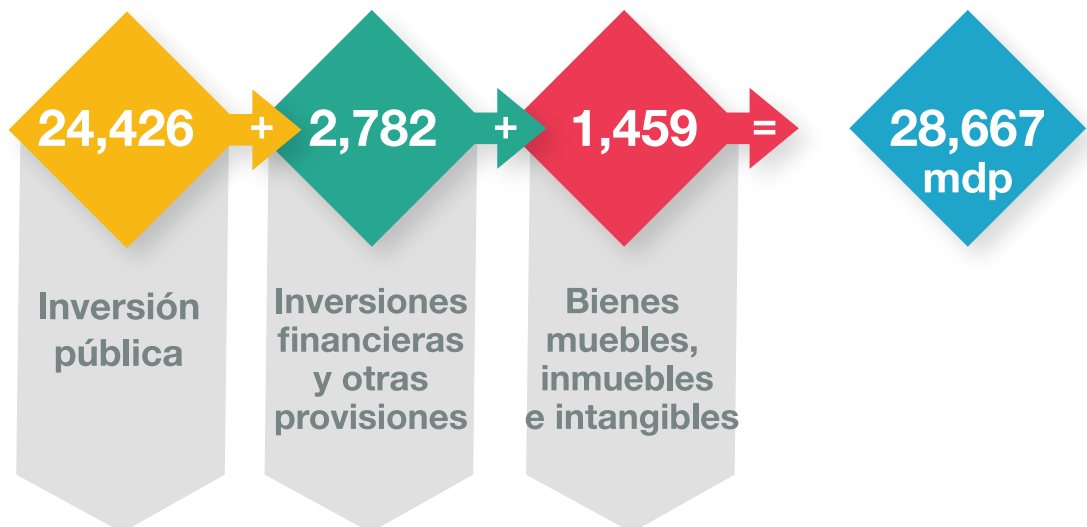 24,426 + 2,782 + 1,459 = 28,667
mdp
Inversión
pública
Inversiones
financieras
y otras
provisiones
Bienes
muebles,
inmuebles
e intangibles